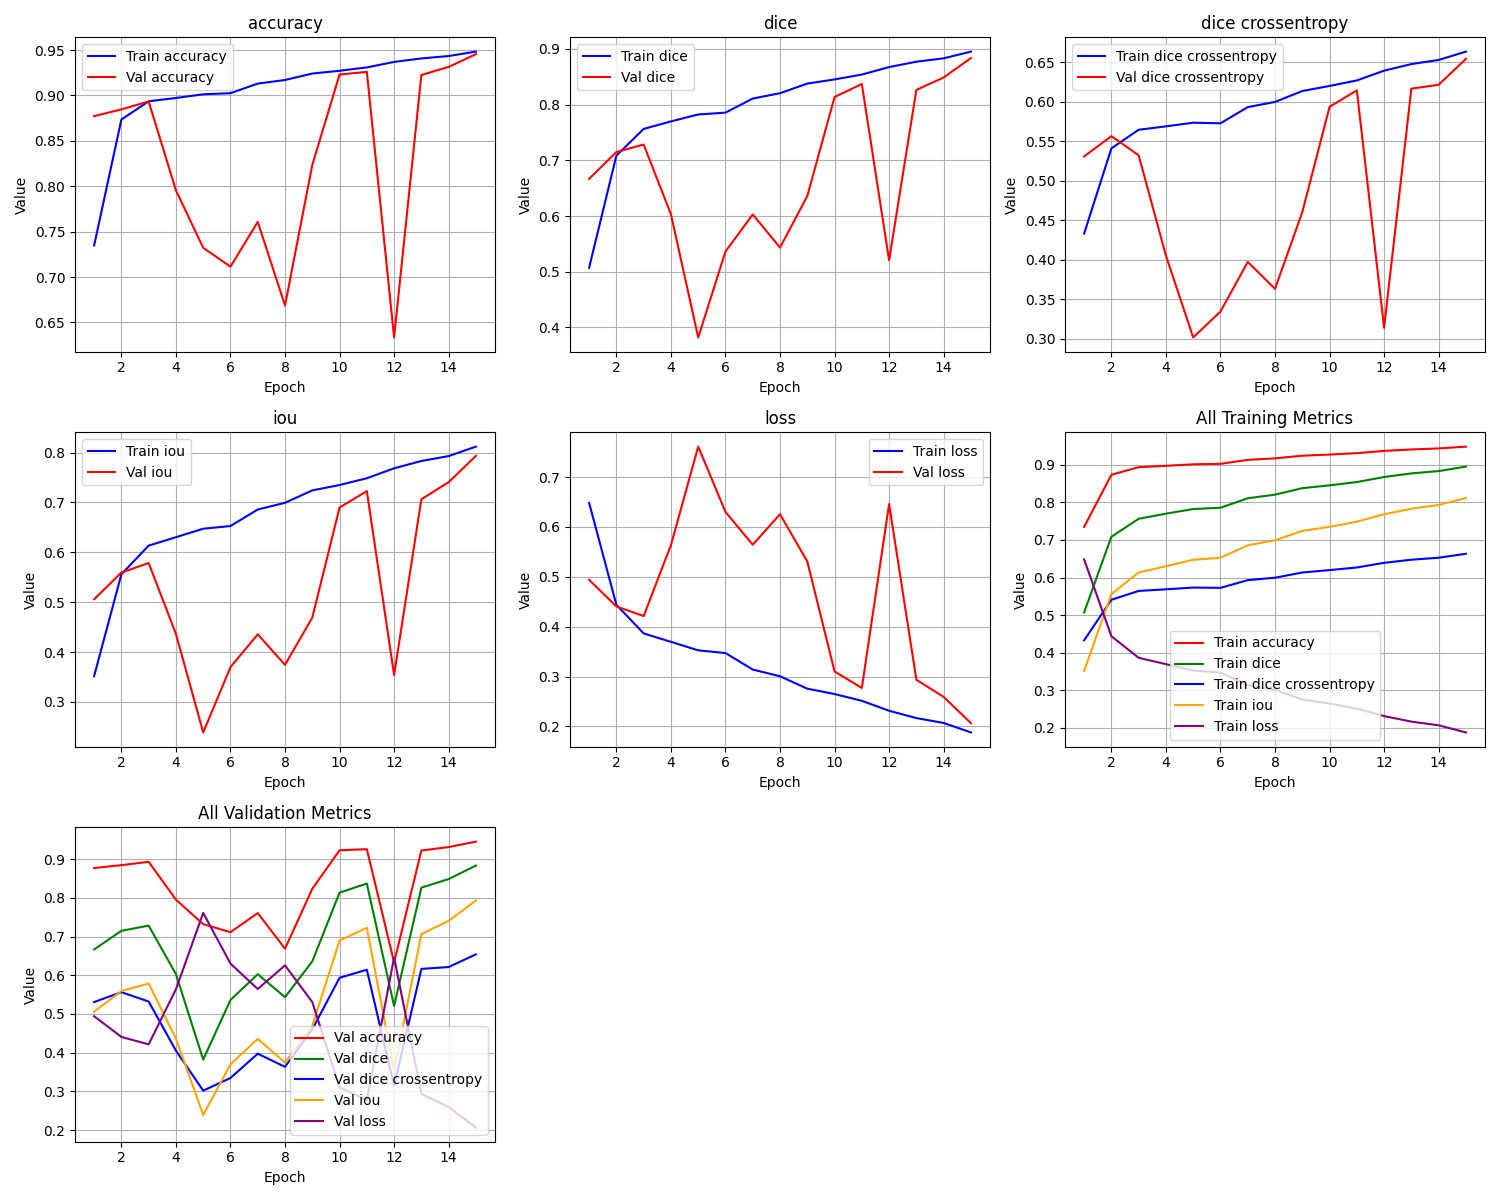 accuracy
0.95
0.90
0.85
0.80
0.75
0.70
0.65
Value
Train accuracy
Val accuracy
2 4 6 8 10 12 14
Epoch
dice
0.9
0.8
0.7
0.6
0.5
0.4
Value
Train dice
Val dice
2 4 6 8 10 12 14
Epoch
dice crossentropy
0.65
0.60
0.55
0.50
0.45
0.40
0.35
0.30
Value
Train dice crossentropy
Val dice crossentropy
2 4 6 8 10 12 14
Epoch
iou
0.8
0.7
0.6
0.5
0.4
0.3
Value
Train iou
Val iou
2 4 6 8 10 12 14
Epoch
loss
0.7
0.6
0.5
0.4
0.3
0.2
Value
Train loss
Val loss
2 4 6 8 10 12 14
Epoch
All Training Metrics
0.9
0.8
0.7
0.6
0.5
0.4
0.3
0.2
Value
Train accuracy
Train dice
Train dice crossentropy
Train iou
Train loss
2 4 6 8 10 12 14
Epoch
All Validation Metrics
0.9
0.8
0.7
0.6
0.5
0.4
0.3
0.2
Value
Val accuracy
Val dice
Val dice crossentropy
Val iou
Val loss
2 4 6 8 10 12 14
Epoch